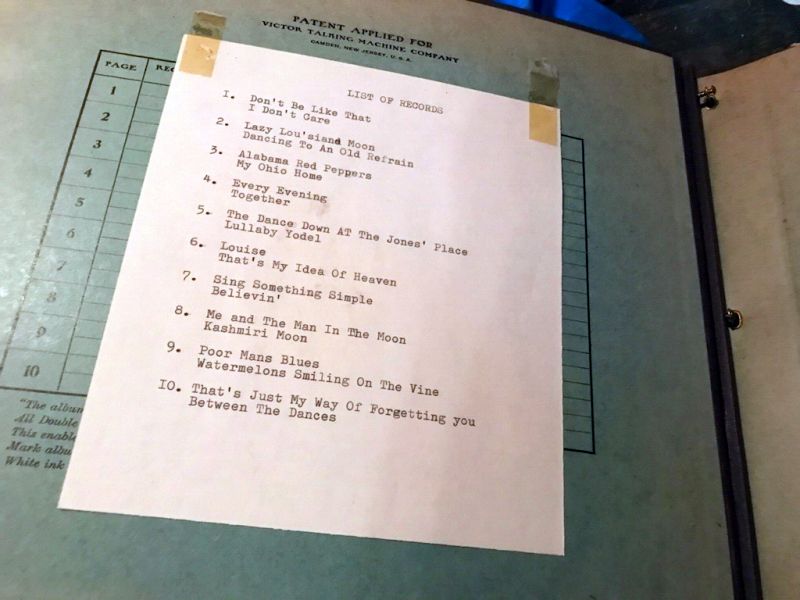 PATENT APPLIED FOR
VICTOR TALKING MACHINE COMPANY
CAMDEN, NEW JERSEY, U.S.A.
PAGE
1
2
3
4
5
6
7
8
9
10
LIST OF RECORDS
1. Don't Be Like That
I Don't Care
2. Lazy Lou'siana Moon
Dancing To An Old Refrain
3. Alabama Red Peppers
My Ohio Home
4. Every Evening
Together
5. The Dance Down AT The Jones' Place
Lullaby Yodel
6. Louise
That's My Idea Of Heaven
7. Sing Something Simple
Believin'
8. Me and The Man In The Moon
Kashmiri Moon
9. Poor Mans Blues
Watermelons Smiling On The Vine
10. That's Just My Way Of Forgetting you
Between The Dances
"The album
All Double
This enabl
Mark albu
White ink